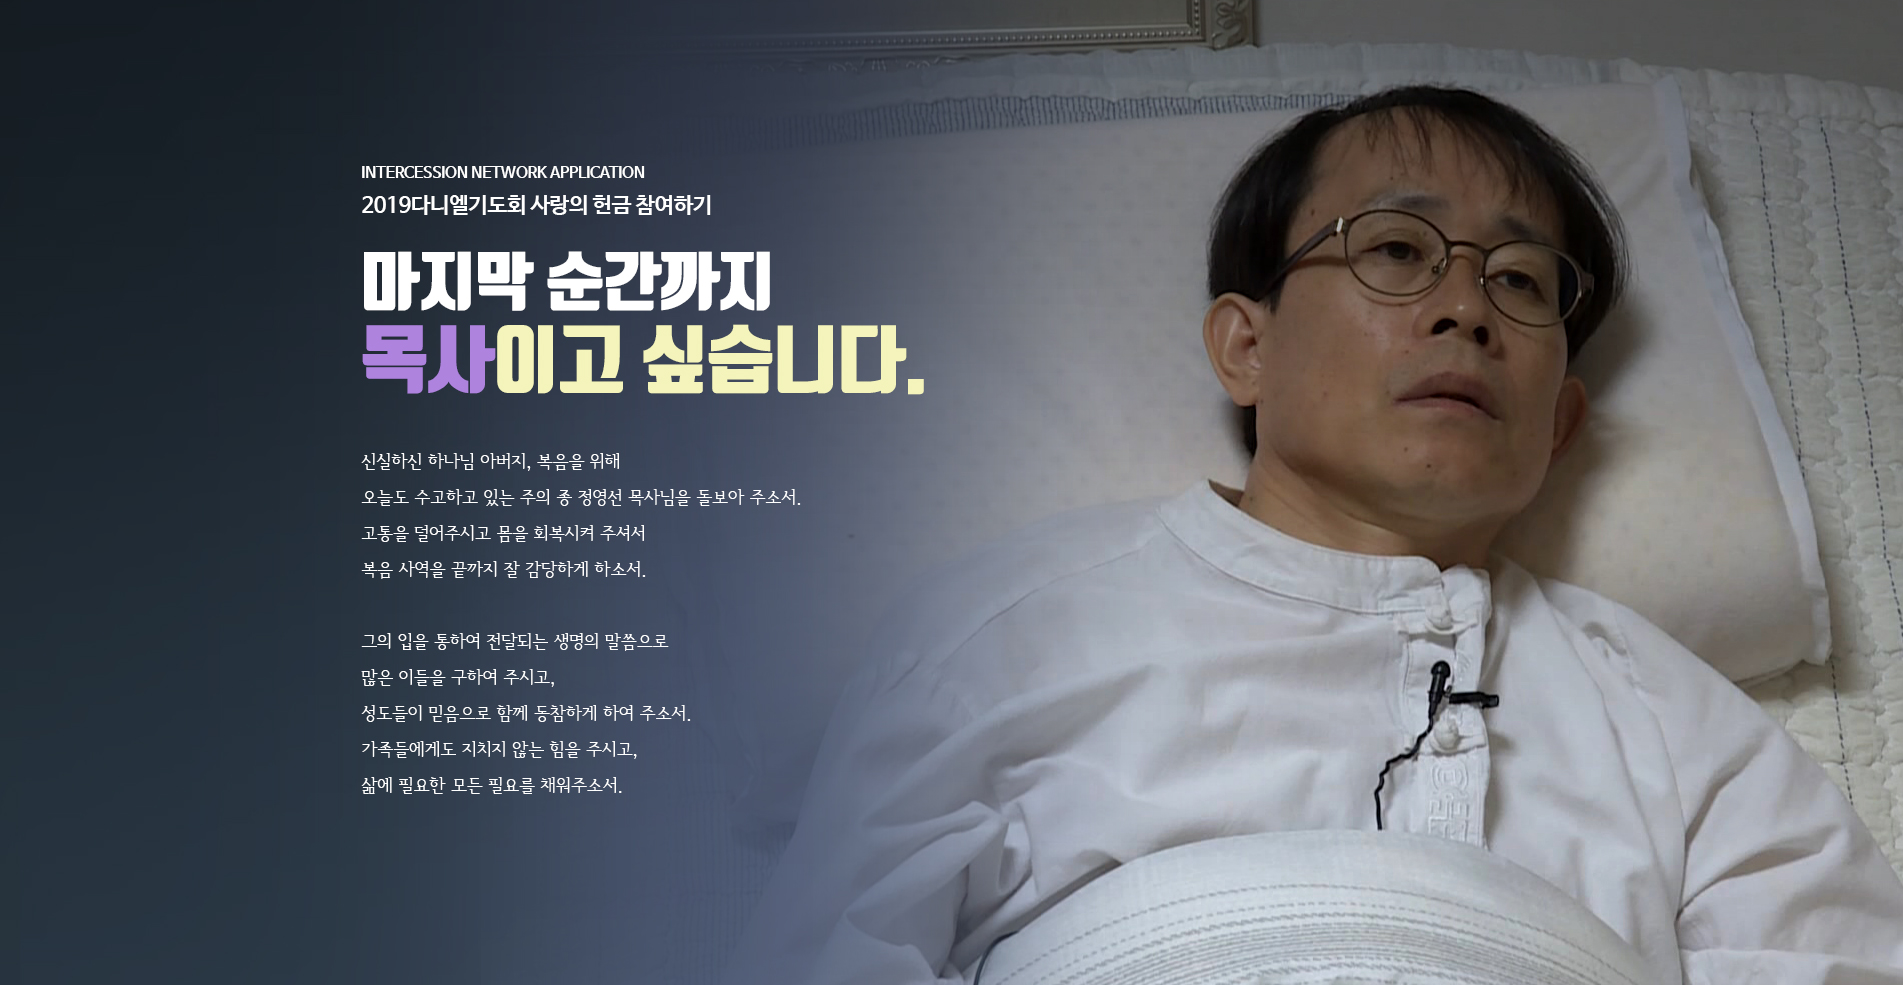 INTERCESSION NETWORK APPLICATION
2019다니엘기도회 사랑의 헌금 참여하기
마지막 순간까지
목사이고 싶습니다.
신실하신 하나님 아버지, 복음을 위해
오늘도 수고하고 있는 주의 종 정영선 목사님을 돌보아 주소서.
고통을 덜어주시고 몸을 회복시켜 주셔서
복음 사역을 끝까지 잘 감당하게 하소서.
그의 입을 통하여 전달되는 생명의 말씀으로
많은 이들을 구하여 주시고,
성도들이 믿음으로 함께 동참하게 하여 주소서.
가족들에게도 지치지 않는 힘을 주시고,
삶에 필요한 모든 필요를 채워주소서.